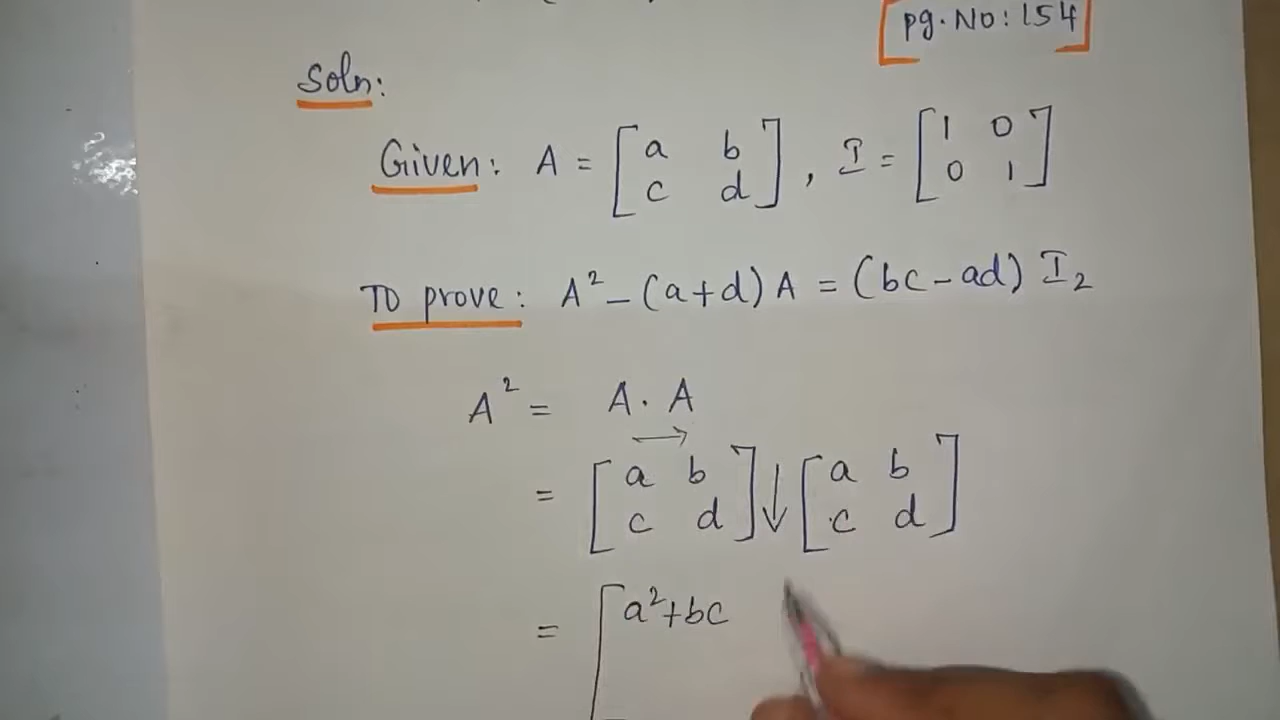 [pg.No:154]
Soln:
Given: A = [a b c d], I = [1 0 0 1]
To prove: A² - (a+d) A = (bc-ad) I₂
A² = A . A
→
= [a b c d] ↓ [a b c d]
= [a²+bc